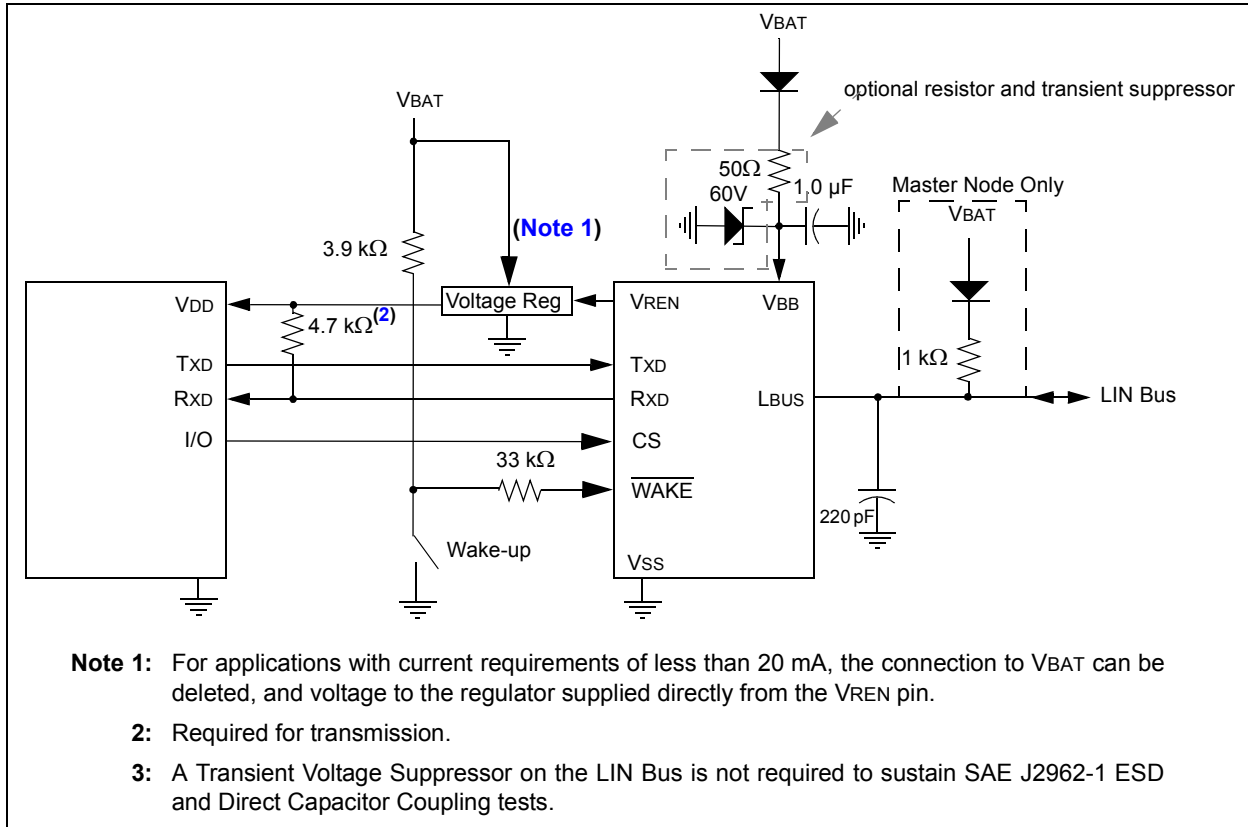 VBAT
optional resistor and transient suppressor
VBAT
50Ω
60V
1.0 µF
Master Node Only
VBAT
(Note 1)
3.9 kΩ
Voltage Reg
VDD
4.7 kΩ(2)
VREN
VBB
TXD
TXD
1 kΩ
RXD
RXD
LBUS
LIN Bus
I/O
CS
33 kΩ
WAKE
220 pF
Wake-up
VSS
Note 1: For applications with current requirements of less than 20 mA, the connection to VBAT can be
deleted, and voltage to the regulator supplied directly from the VREN pin.
2: Required for transmission.
3: A Transient Voltage Suppressor on the LIN Bus is not required to sustain SAE J2962-1 ESD
and Direct Capacitor Coupling tests.